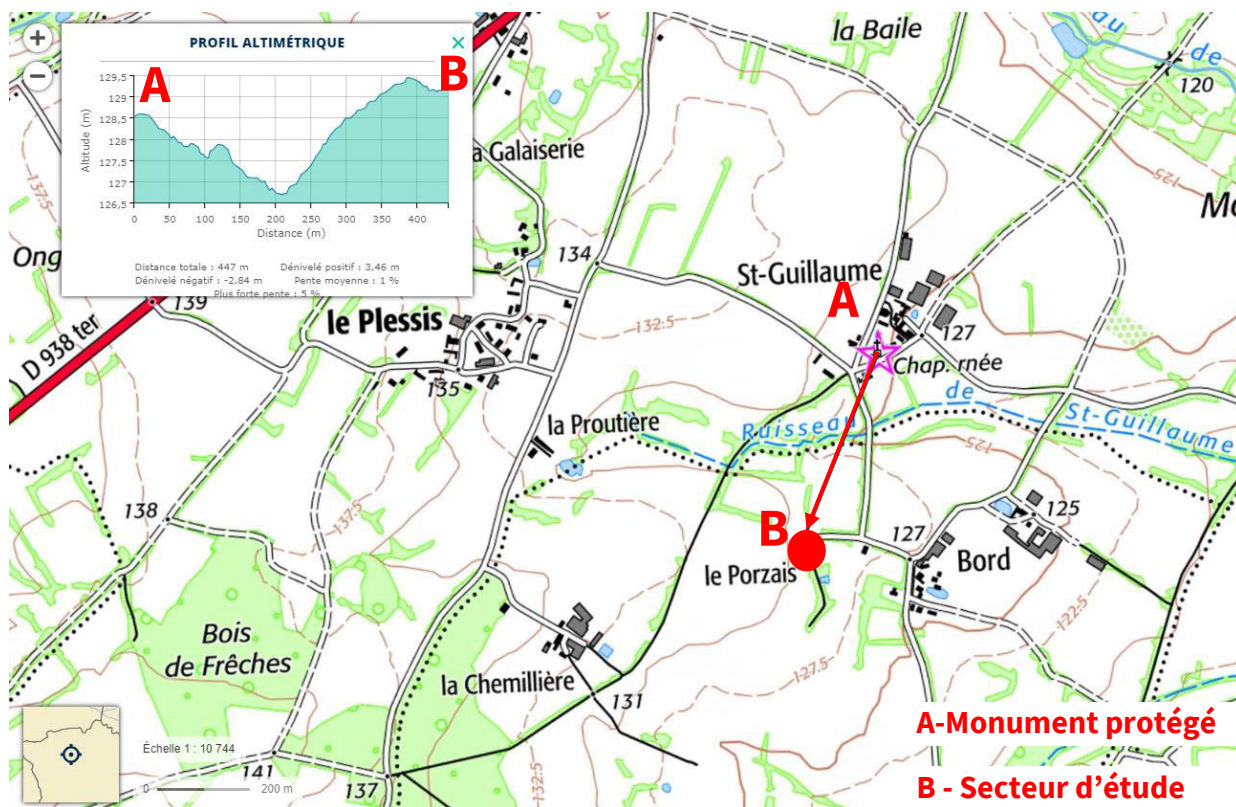 +
−
PROFIL ALTIMÉTRIQUE
×
A
B
Altitude (m)
129,5
129
128,5
128
127,5
127
126,5
0 50 100 150 200 250 300 350 400
Distance (m)
Distance totale : 447 m Dénivelé positif : 3,46 m
Dénivelé négatif : -2,84 m Pente moyenne : 1 %
Plus forte pente : 5 %
la Baile
de
120
a Galaiserie
125
137.5
Ong
134
St-Guillaume
A
139
le Plessis
132.5
127
D 938 ter
Chap. rnée
135
la Proutière
Ruisseau de St-Guillaume
125
138
137.5
B
127
125
Bord
le Porzais
Bois
de Frêches
122.5
127.5
la Chemillière
131
A-Monument protégé
Échelle 1 : 10 744
141
137
132.5
0 200 m
B - Secteur d’étude